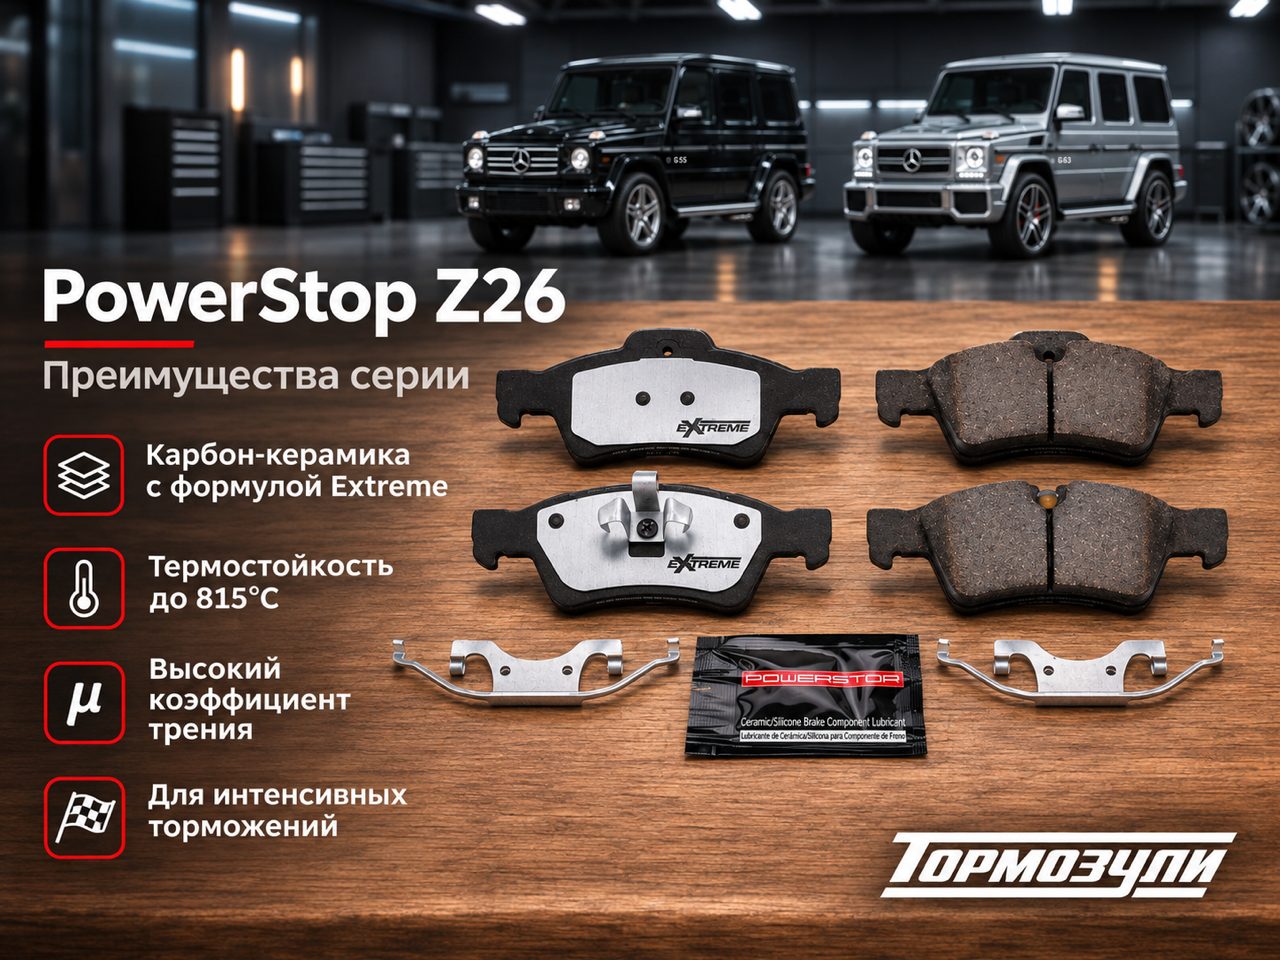 G55
G63
PowerStop Z26
Преимущества серии
Карбон-керамика
с формулой Extreme
Термостойкость
до 815°C
μ
Высокий
коэффициент
трения
Для интенсивных
торможений
EXTREME
EXTREME
POWERSTOP
Ceramic/Silicone Brake Component Lubricant
Lubricante de Cerámica/Silicona para Componente de Freno
ТОРМОЗУЛИ